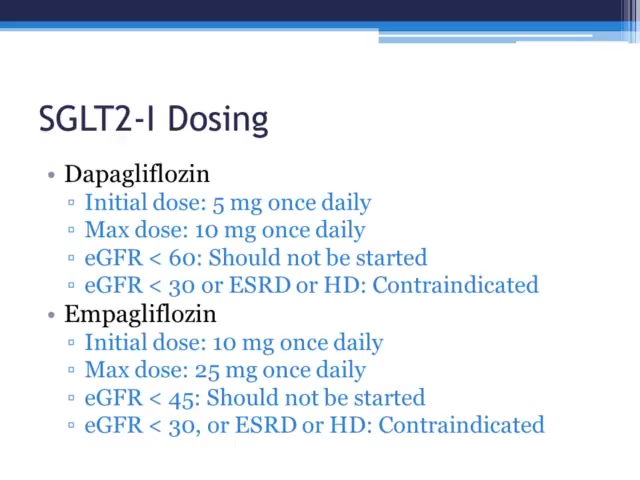 SGLT2-I Dosing
• Dapagliflozin
▫ Initial dose: 5 mg once daily
▫ Max dose: 10 mg once daily
▫ eGFR < 60: Should not be started
▫ eGFR < 30 or ESRD or HD: Contraindicated
• Empagliflozin
▫ Initial dose: 10 mg once daily
▫ Max dose: 25 mg once daily
▫ eGFR < 45: Should not be started
▫ eGFR < 30, or ESRD or HD: Contraindicated